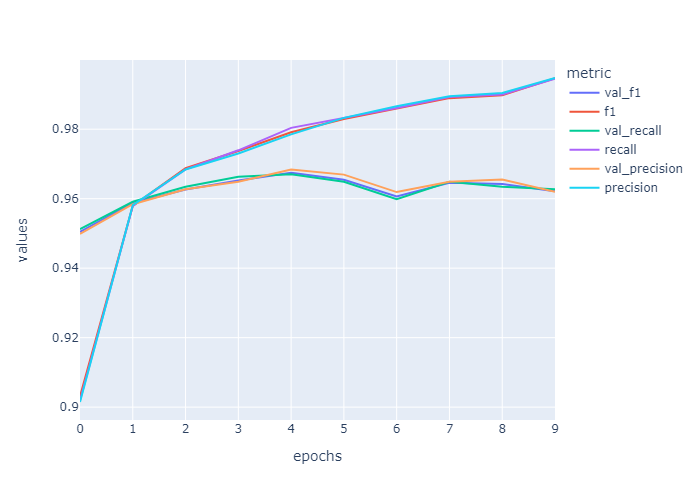 metric
val_f1
f1
val_recall
recall
val_precision
precision
values
0.98
0.96
0.94
0.92
0.9
0 1 2 3 4 5 6 7 8 9
epochs